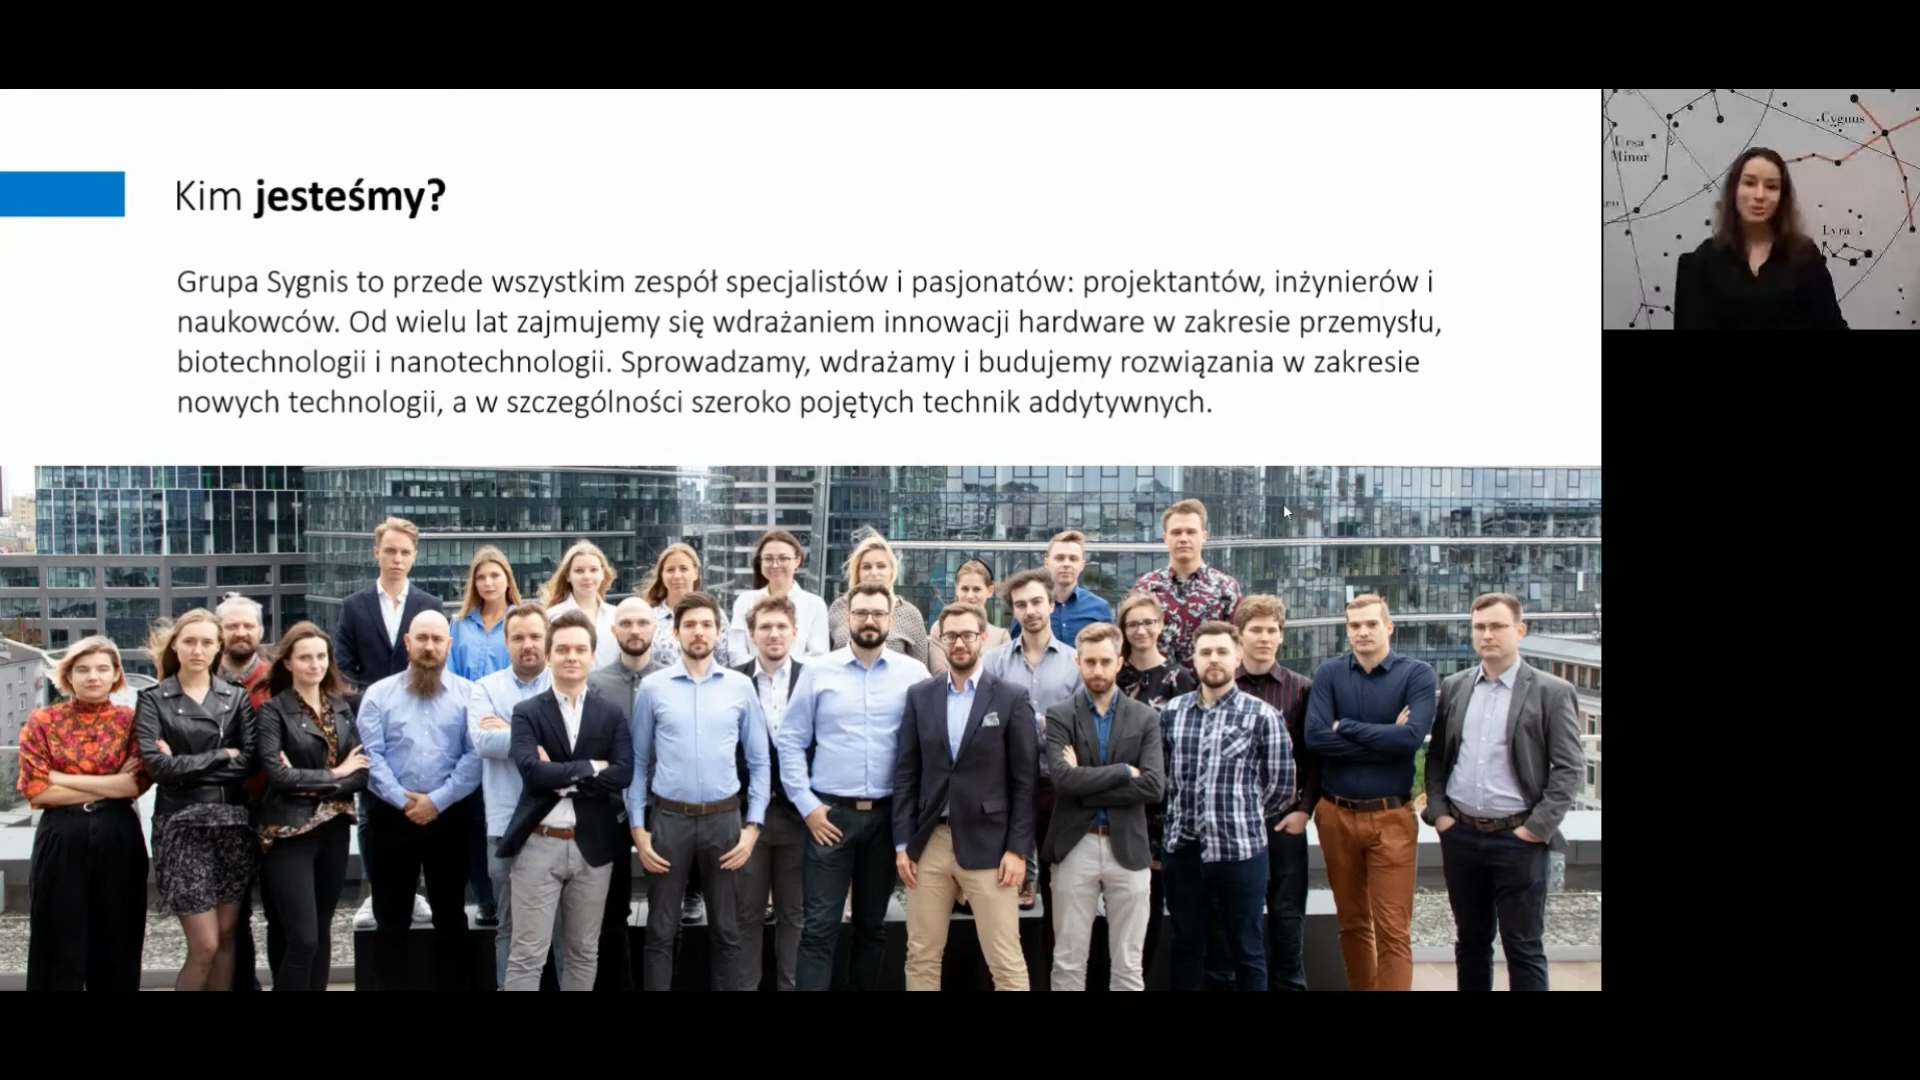 Kim jesteśmy?
Grupa Sygnis to przede wszystkim zespół specjalistów i pasjonatów: projektantów, inżynierów i
naukowców. Od wielu lat zajmujemy się wdrażaniem innowacji hardware w zakresie przemysłu,
biotechnologii i nanotechnologii. Sprowadzamy, wdrażamy i budujemy rozwiązania w zakresie
nowych technologii, a w szczególności szeroko pojętych technik addytywnych.
Cygnus
Ursa
Minor
Lyra